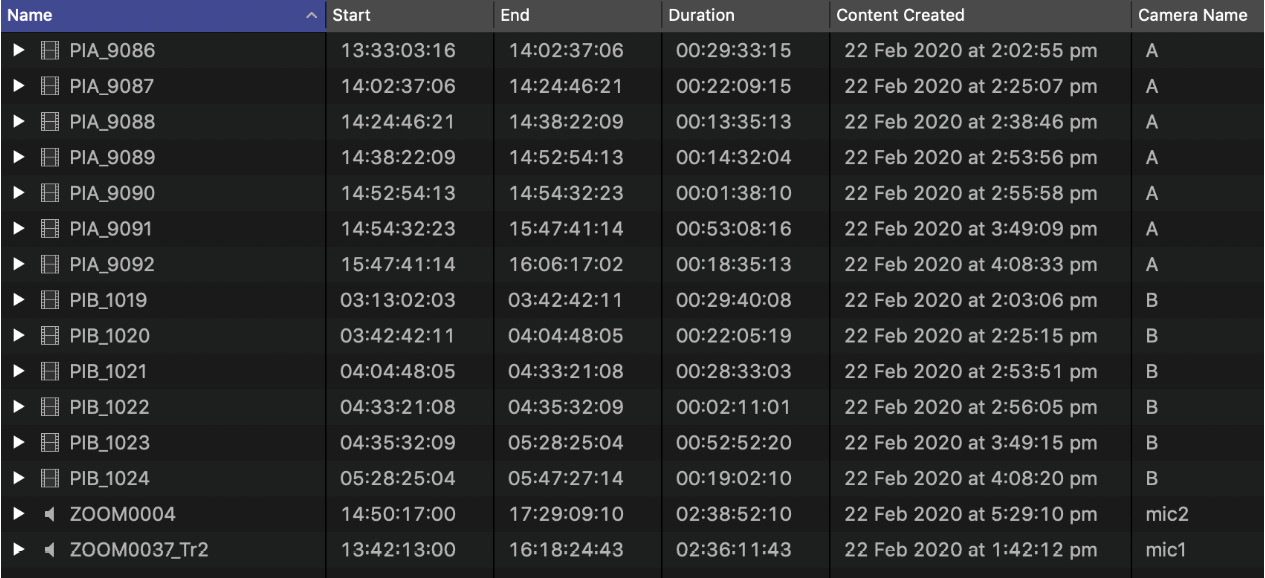 Name Start End Duration Content Created Camera Name
PIA_9086 13:33:03:16 14:02:37:06 00:29:33:15 22 Feb 2020 at 2:02:55 pm A
PIA_9087 14:02:37:06 14:24:46:21 00:22:09:15 22 Feb 2020 at 2:25:07 pm A
PIA_9088 14:24:46:21 14:38:22:09 00:13:35:13 22 Feb 2020 at 2:38:46 pm A
PIA_9089 14:38:22:09 14:52:54:13 00:14:32:04 22 Feb 2020 at 2:53:56 pm A
PIA_9090 14:52:54:13 14:54:32:23 00:01:38:10 22 Feb 2020 at 2:55:58 pm A
PIA_9091 14:54:32:23 15:47:41:14 00:53:08:16 22 Feb 2020 at 3:49:09 pm A
PIA_9092 15:47:41:14 16:06:17:02 00:18:35:13 22 Feb 2020 at 4:08:33 pm A
PIB_1019 03:13:02:03 03:42:42:11 00:29:40:08 22 Feb 2020 at 2:03:06 pm B
PIB_1020 03:42:42:11 04:04:48:05 00:22:05:19 22 Feb 2020 at 2:25:15 pm B
PIB_1021 04:04:48:05 04:33:21:08 00:28:33:03 22 Feb 2020 at 2:53:51 pm B
PIB_1022 04:33:21:08 04:35:32:09 00:02:11:01 22 Feb 2020 at 2:56:05 pm B
PIB_1023 04:35:32:09 05:28:25:04 00:52:52:20 22 Feb 2020 at 3:49:15 pm B
PIB_1024 05:28:25:04 05:47:27:14 00:19:02:10 22 Feb 2020 at 4:08:20 pm B
ZOOM0004 14:50:17:00 17:29:09:10 02:38:52:10 22 Feb 2020 at 5:29:10 pm mic2
ZOOM0037_Tr2 13:42:13:00 16:18:24:43 02:36:11:43 22 Feb 2020 at 1:42:12 pm mic1